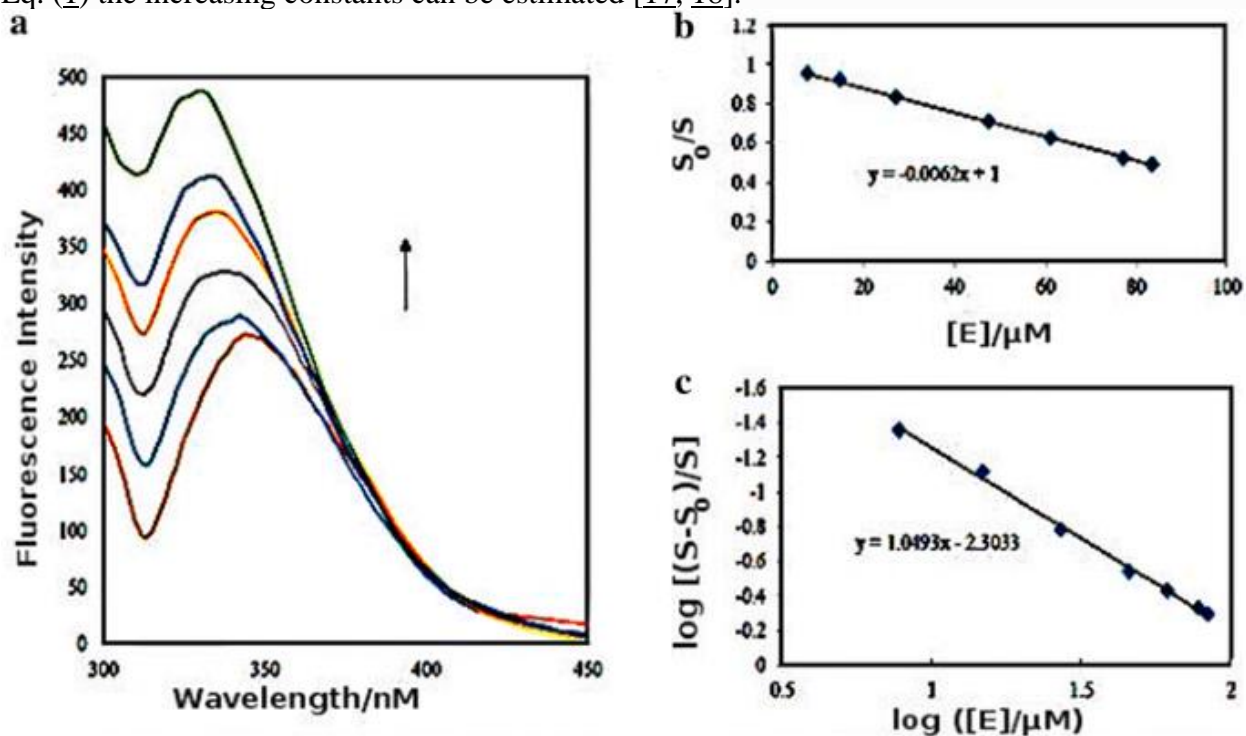 Eq. (1) the increasing constants can be estimated [17, 18].
a
500
450
400
350
300
250
200
150
100
50
0
300 350 400 450
Fluorescence Intensity
Wavelength/nM
b
1.2
1
0.8
0.6
0.4
0.2
0
0 20 40 60 80 100
S0/S
y = -0.0062x + 1
[E]/µM
c
-1.6
-1.4
-1.2
-1
-0.8
-0.6
-0.4
-0.2
0
0.5 1 1.5 2
log [(S-S0)/S]
y = 1.0493x - 2.3033
log ([E]/µM)